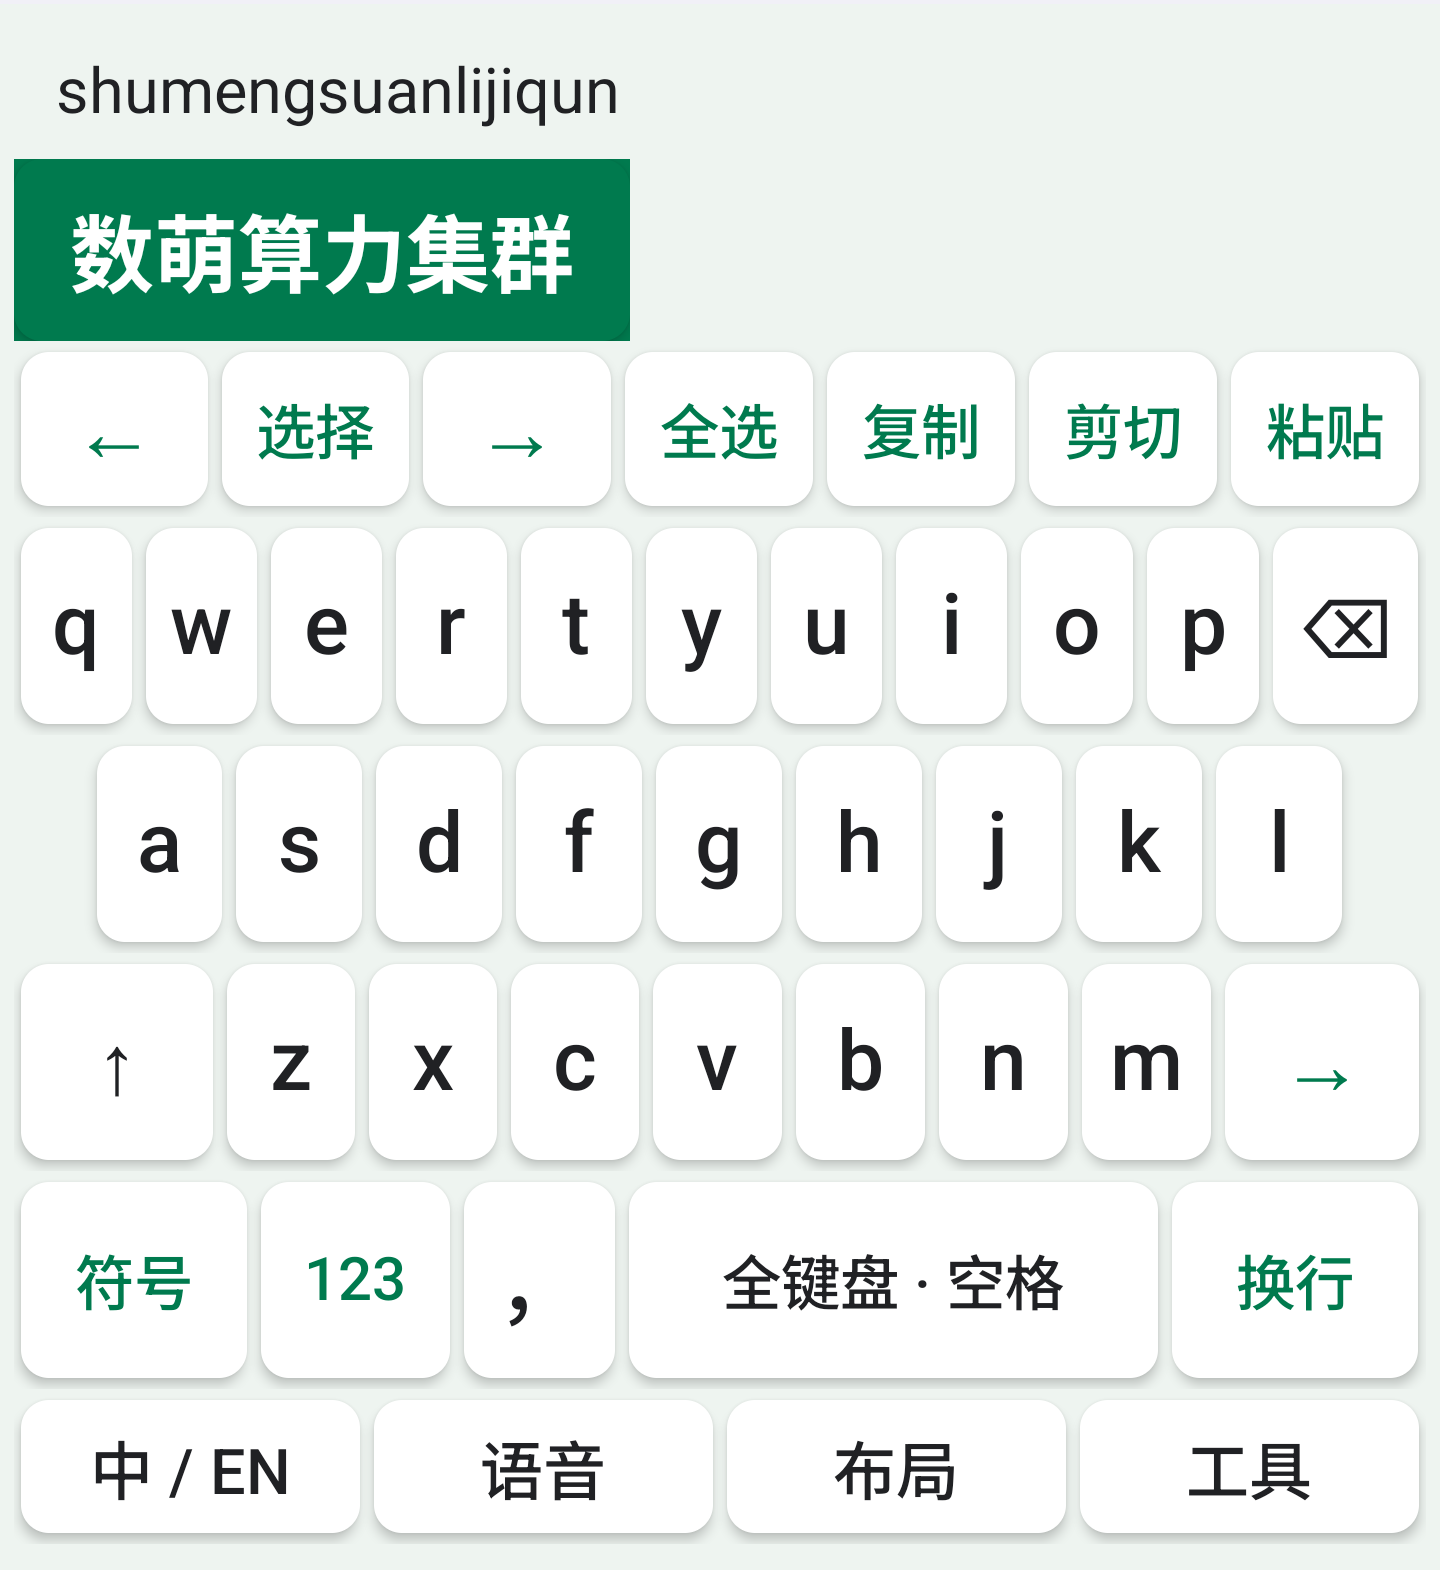 shumengsuanlijiqun
数萌算力集群
← 选择 → 全选 复制 剪切 粘贴
q w e r t y u i o p ⌫
a s d f g h j k l
↑ z x c v b n m →
符号 123 ， 全键盘 · 空格 换行
中 / EN 语音 布局 工具